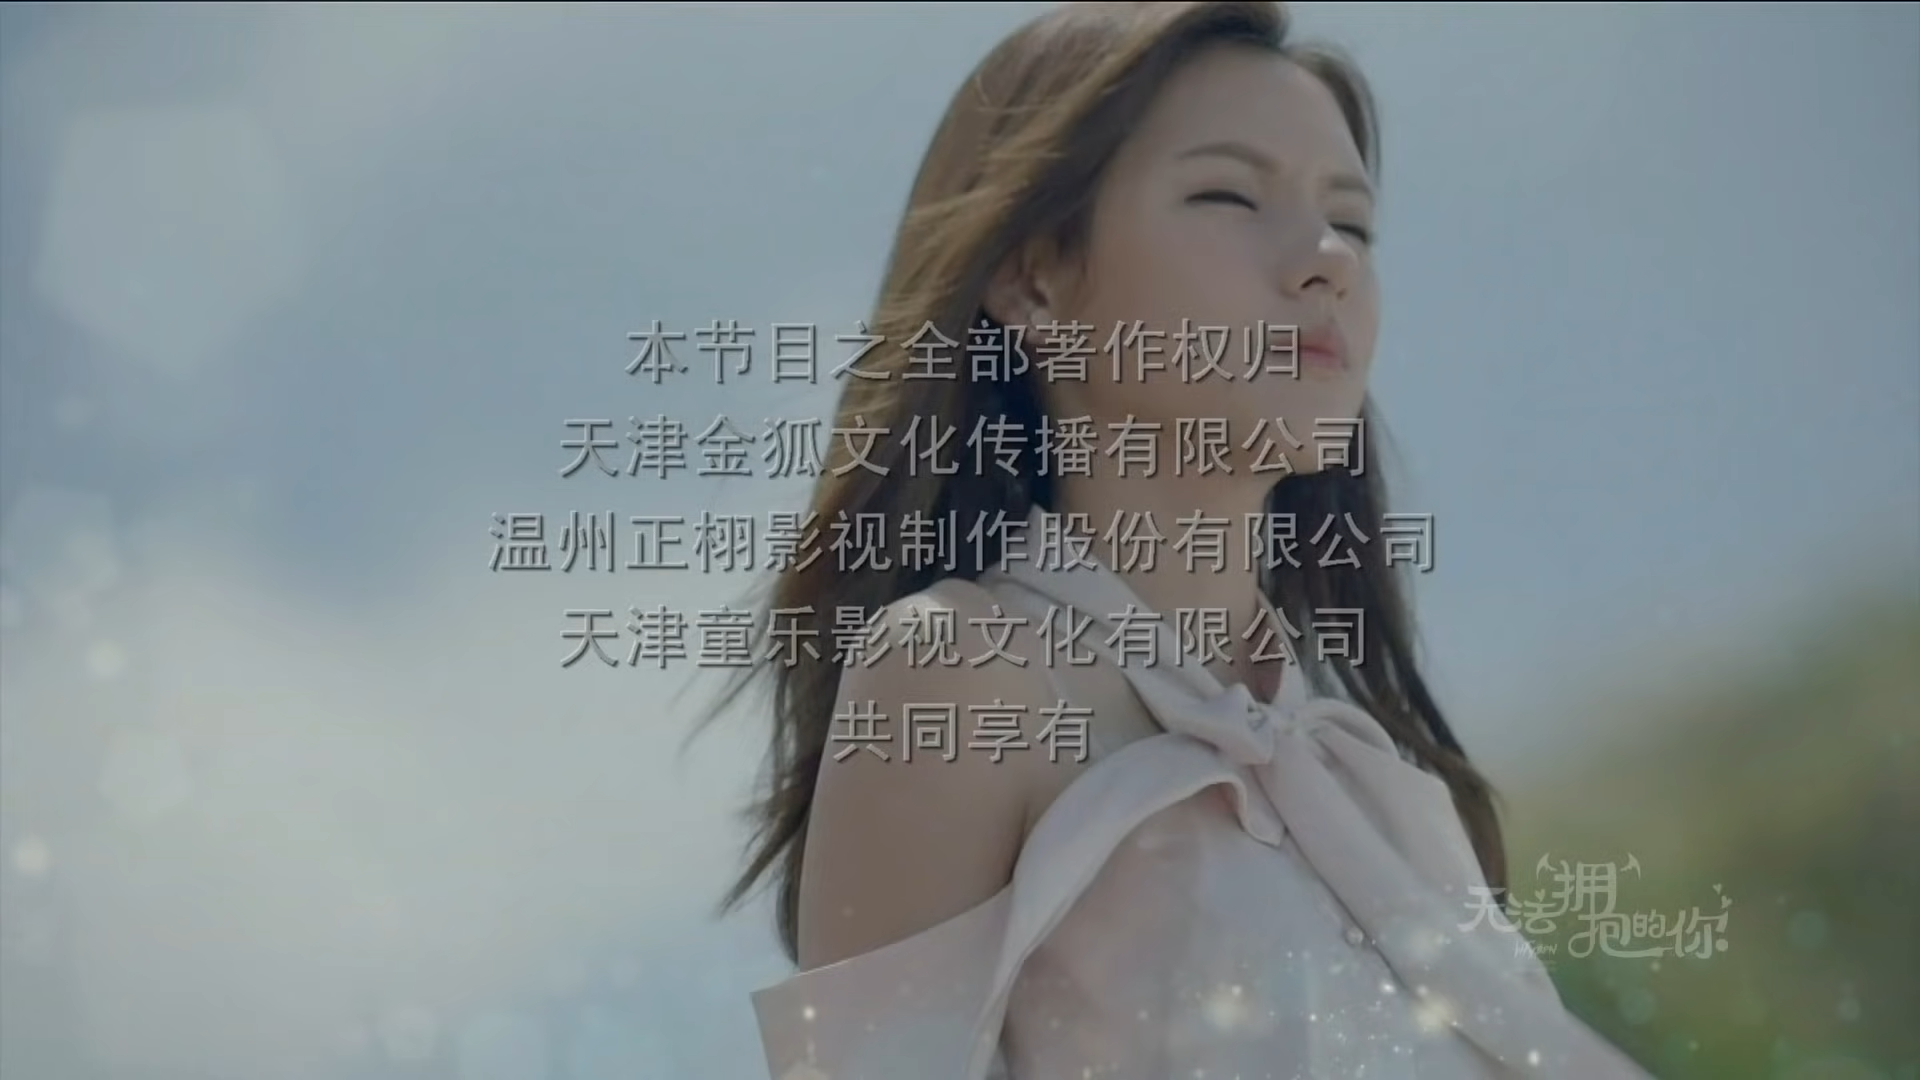 本节目之全部著作权归
天津金狐文化传播有限公司
温州正栩影视制作股份有限公司
天津童乐影视文化有限公司
共同享有
无法拥抱的你!